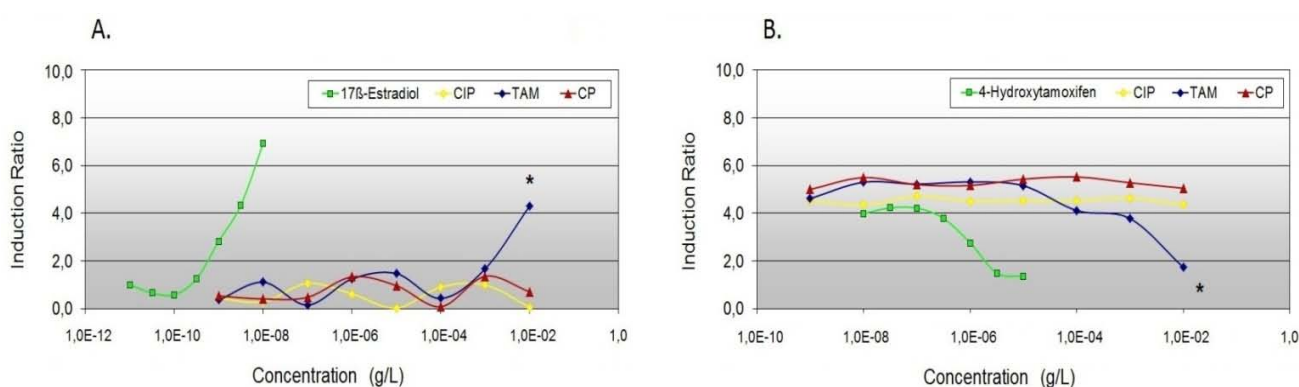 A.
10,0
8,0
6,0
4,0
2,0
0,0
Induction Ratio
17ß-Estradiol CIP TAM CP
*
1,0E-12 1,0E-10 1,0E-08 1,0E-06 1,0E-04 1,0E-02 1,0
Concentration (g/L)
B.
10,0
8,0
6,0
4,0
2,0
0,0
Induction Ratio
4-Hydroxytamoxifen CIP TAM CP
*
1,0E-10 1,0E-08 1,0E-06 1,0E-04 1,0E-02 1,0
Concentration (g/L)